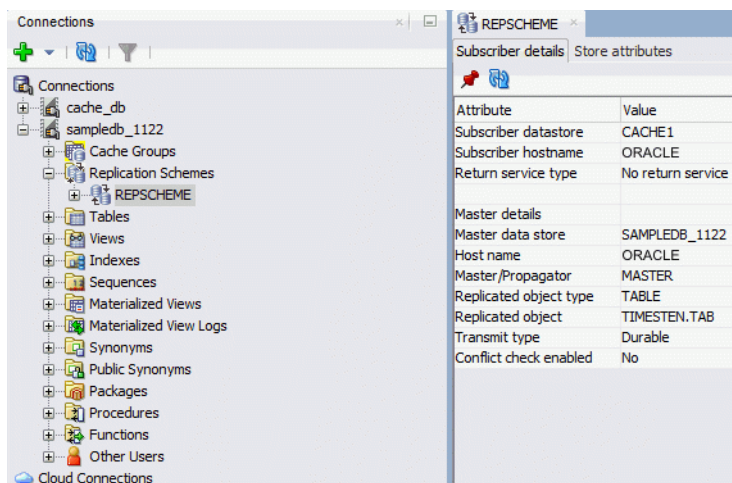 Connections
Connections
cache_db
sampledb_1122
Cache Groups
Replication Schemes
REPSCHEME
Tables
Views
Indexes
Sequences
Materialized Views
Materialized View Logs
Synonyms
Public Synonyms
Packages
Procedures
Functions
Other Users
Cloud Connections
REPSCHEME
Subscriber details Store attributes
Attribute Value
Subscriber datastore CACHE1
Subscriber hostname ORACLE
Return service type No return service
Master details
Master data store SAMPLEDB_1122
Host name ORACLE
Master/Propagator MASTER
Replicated object type TABLE
Replicated object TIMESTEN.TAB
Transmit type Durable
Conflict check enabled No